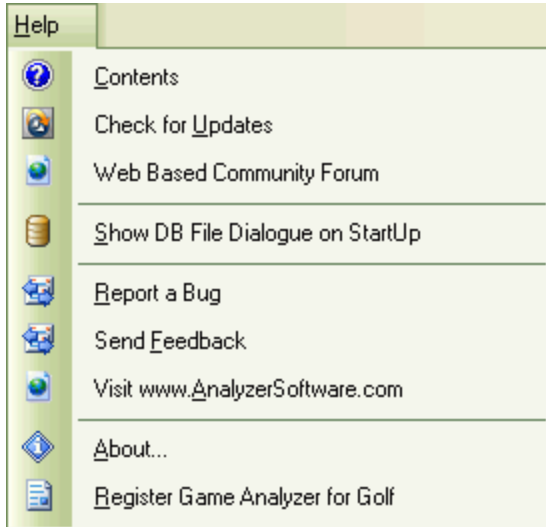 Help
Contents
Check for Updates
Web Based Community Forum
Show DB File Dialogue on StartUp
Report a Bug
Send Feedback
Visit www.AnalyzerSoftware.com
About...
Register Game Analyzer for Golf